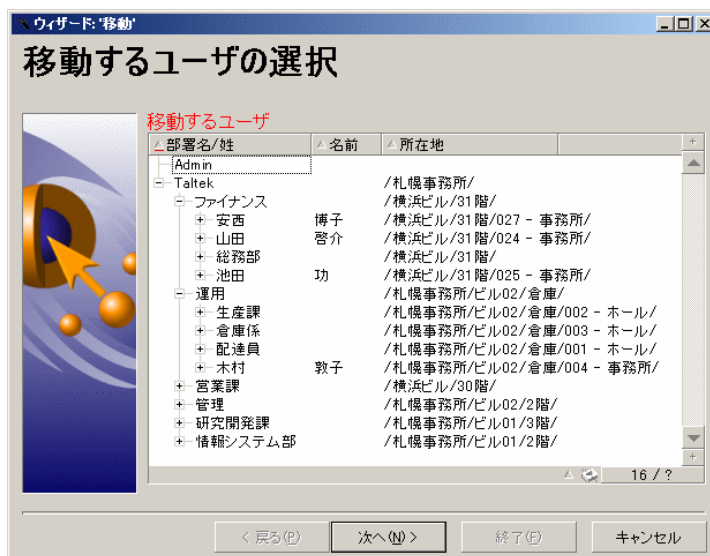 ウィザード: '移動'
移動するユーザの選択
移動するユーザ
部署名/姓 名前 所在地
Admin
Taltek /札幌事務所/
ファイナンス /横浜ビル/31階/
安西 博子 /横浜ビル/31階/027 - 事務所/
山田 啓介 /横浜ビル/31階/024 - 事務所/
総務部 /横浜ビル/31階/
池田 功 /横浜ビル/31階/025 - 事務所/
運用 /札幌事務所/ビル02/倉庫/
生産課 /札幌事務所/ビル02/倉庫/002 - ホール/
倉庫係 /札幌事務所/ビル02/倉庫/003 - ホール/
配達員 /札幌事務所/ビル02/倉庫/001 - ホール/
木村 敦子 /札幌事務所/ビル02/倉庫/004 - 事務所/
営業課 /横浜ビル/30階/
管理 /札幌事務所/ビル02/2階/
研究開発課 /札幌事務所/ビル01/3階/
情報システム部 /札幌事務所/ビル01/2階/
16 / ?
< 戻る(P) 次へ(N) > 終了(F) キャンセル